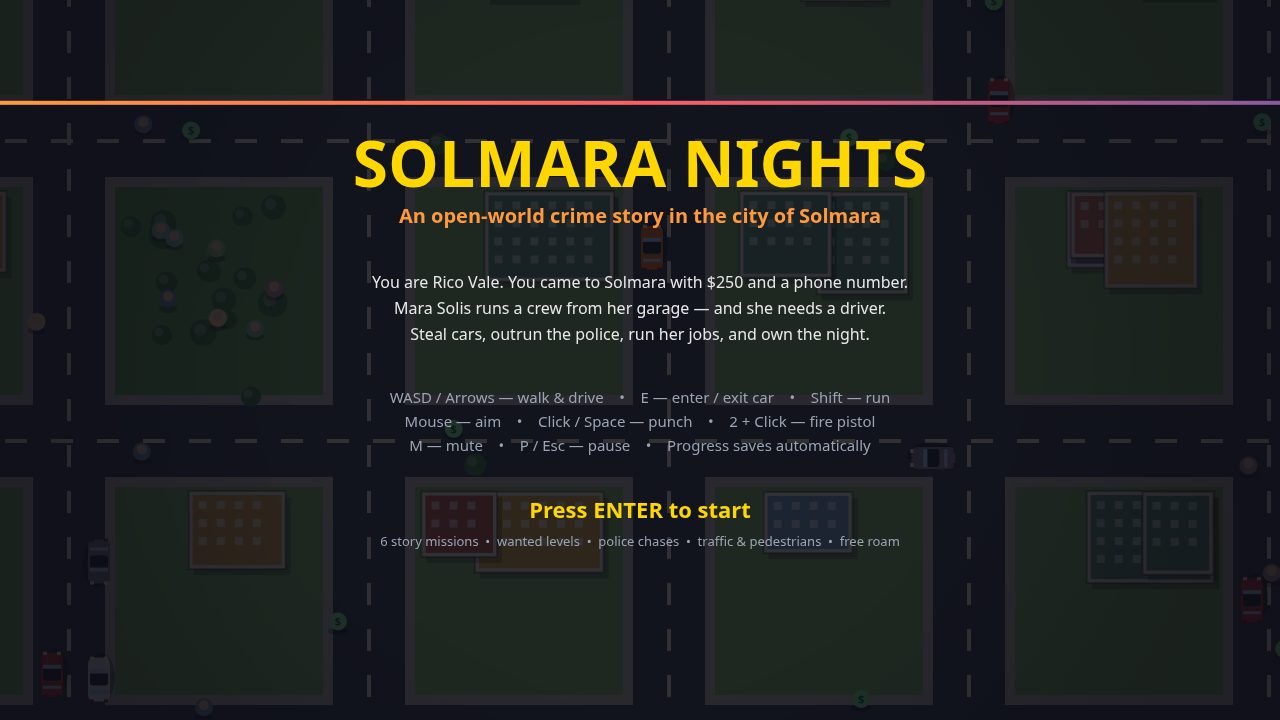 SOLMARA NIGHTS
An open-world crime story in the city of Solmara
You are Rico Vale. You came to Solmara with $250 and a phone number.
Mara Solis runs a crew from her garage — and she needs a driver.
Steal cars, outrun the police, run her jobs, and own the night.
WASD / Arrows — walk & drive • E — enter / exit car • Shift — run
Mouse — aim • Click / Space — punch • 2 + Click — fire pistol
M — mute • P / Esc — pause • Progress saves automatically
Press ENTER to start
6 story missions • wanted levels • police chases • traffic & pedestrians • free roam